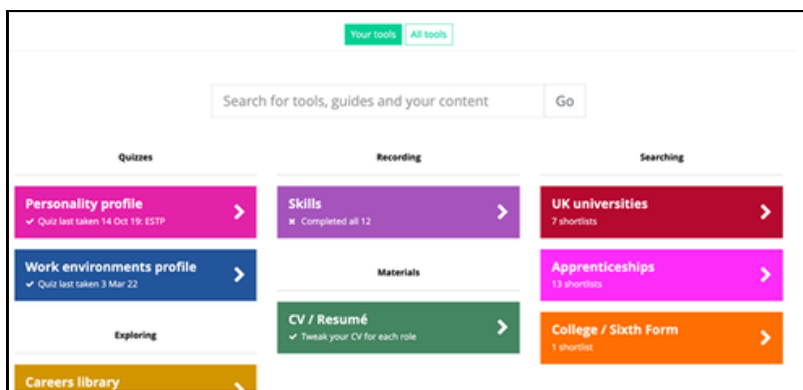 Your tools
All tools
Search for tools, guides and your content
Go
Quizzes
Personality profile
✓ Quiz last taken 14 Oct 19: ESTP
Work environments profile
✓ Quiz last taken 3 Mar 22
Exploring
Careers library
Recording
Skills
✖ Completed all 12
Materials
CV / Resumé
✓ Tweak your CV for each role
Searching
UK universities
7 shortlists
Apprenticeships
13 shortlists
College / Sixth Form
1 shortlist